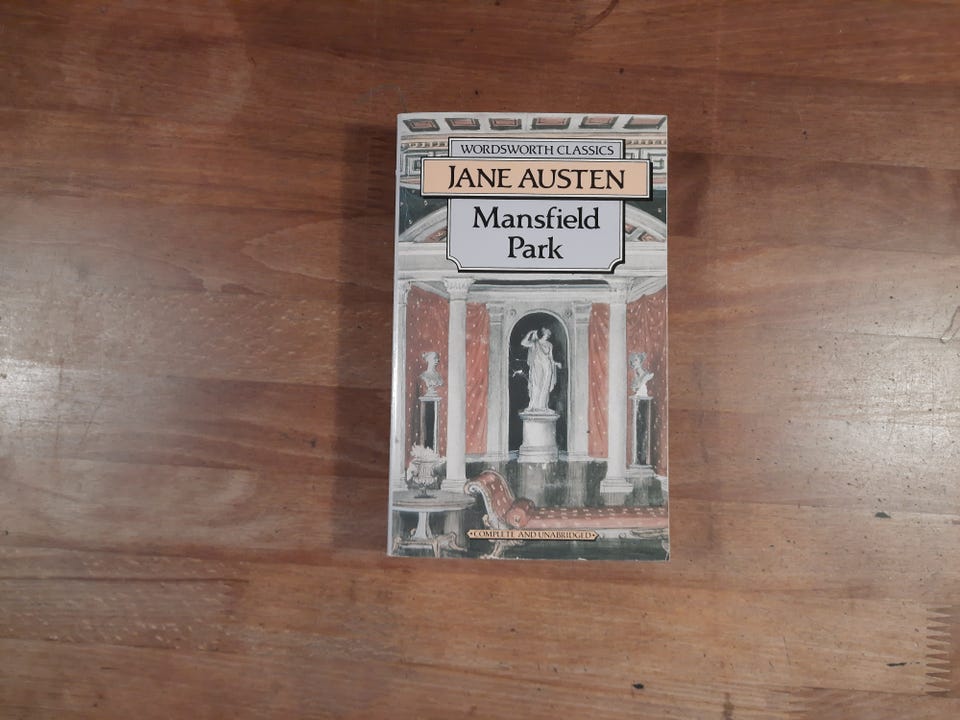 WORDSWORTH CLASSICS
JANE AUSTEN
Mansfield
Park
•COMPLETE AND UNABRIDGED•